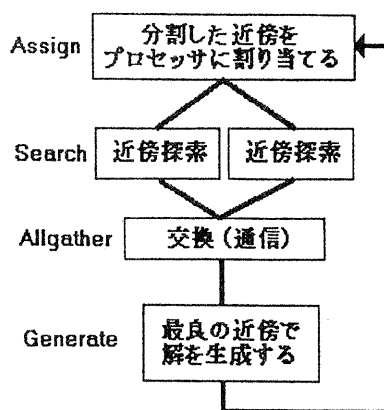 Assign
分割した近傍を
プロセッサに割り当てる
Search
近傍探索
近傍探索
Allgather
交換(通信)
Generate
最良の近傍で
解を生成する